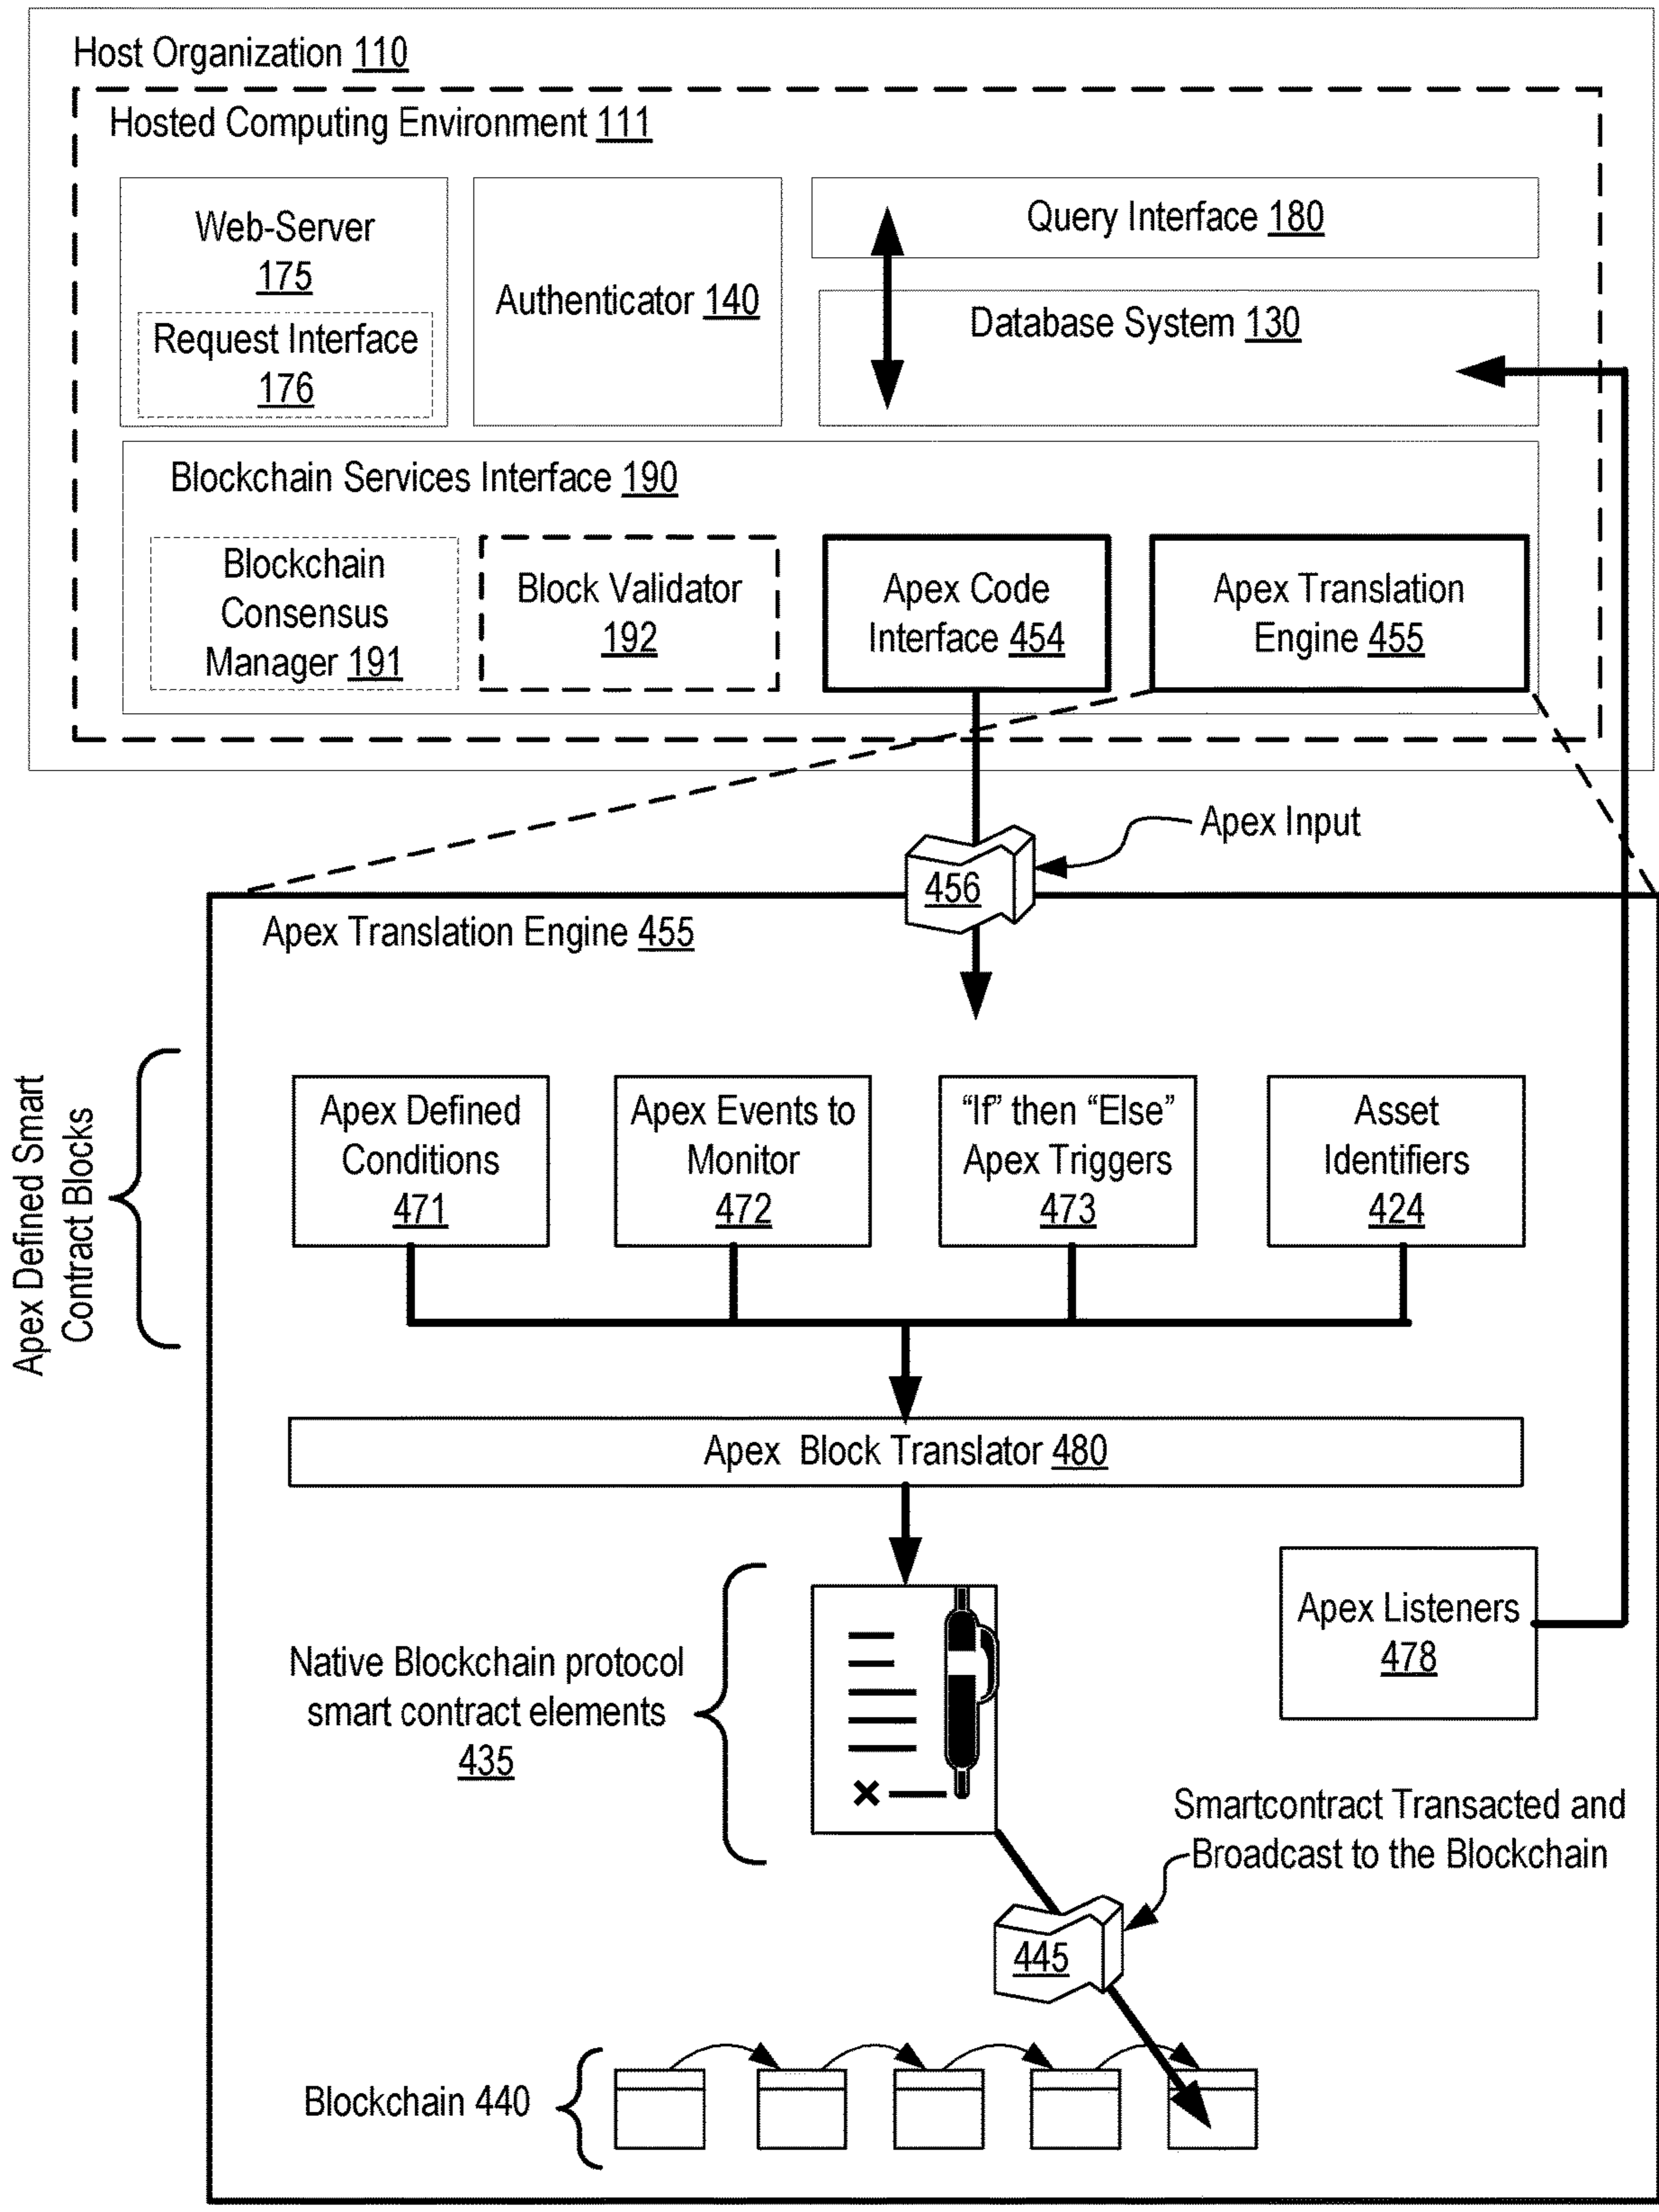 Host Organization 110
Hosted Computing Environment 111
Web-Server
175
Request Interface
176
Authenticator 140
Query Interface 180
Database System 130
Blockchain Services Interface 190
Blockchain
Consensus
Manager 191
Block Validator
192
Apex Code
Interface 454
Apex Translation
Engine 455
Apex Input
456
Apex Translation Engine 455
Apex Defined Smart
Contract Blocks
Apex Defined
Conditions
471
Apex Events to
Monitor
472
“If” then “Else”
Apex Triggers
473
Asset
Identifiers
424
Apex Block Translator 480
Native Blockchain protocol
smart contract elements
435
Apex Listeners
478
Smartcontract Transacted and
Broadcast to the Blockchain
445
Blockchain 440